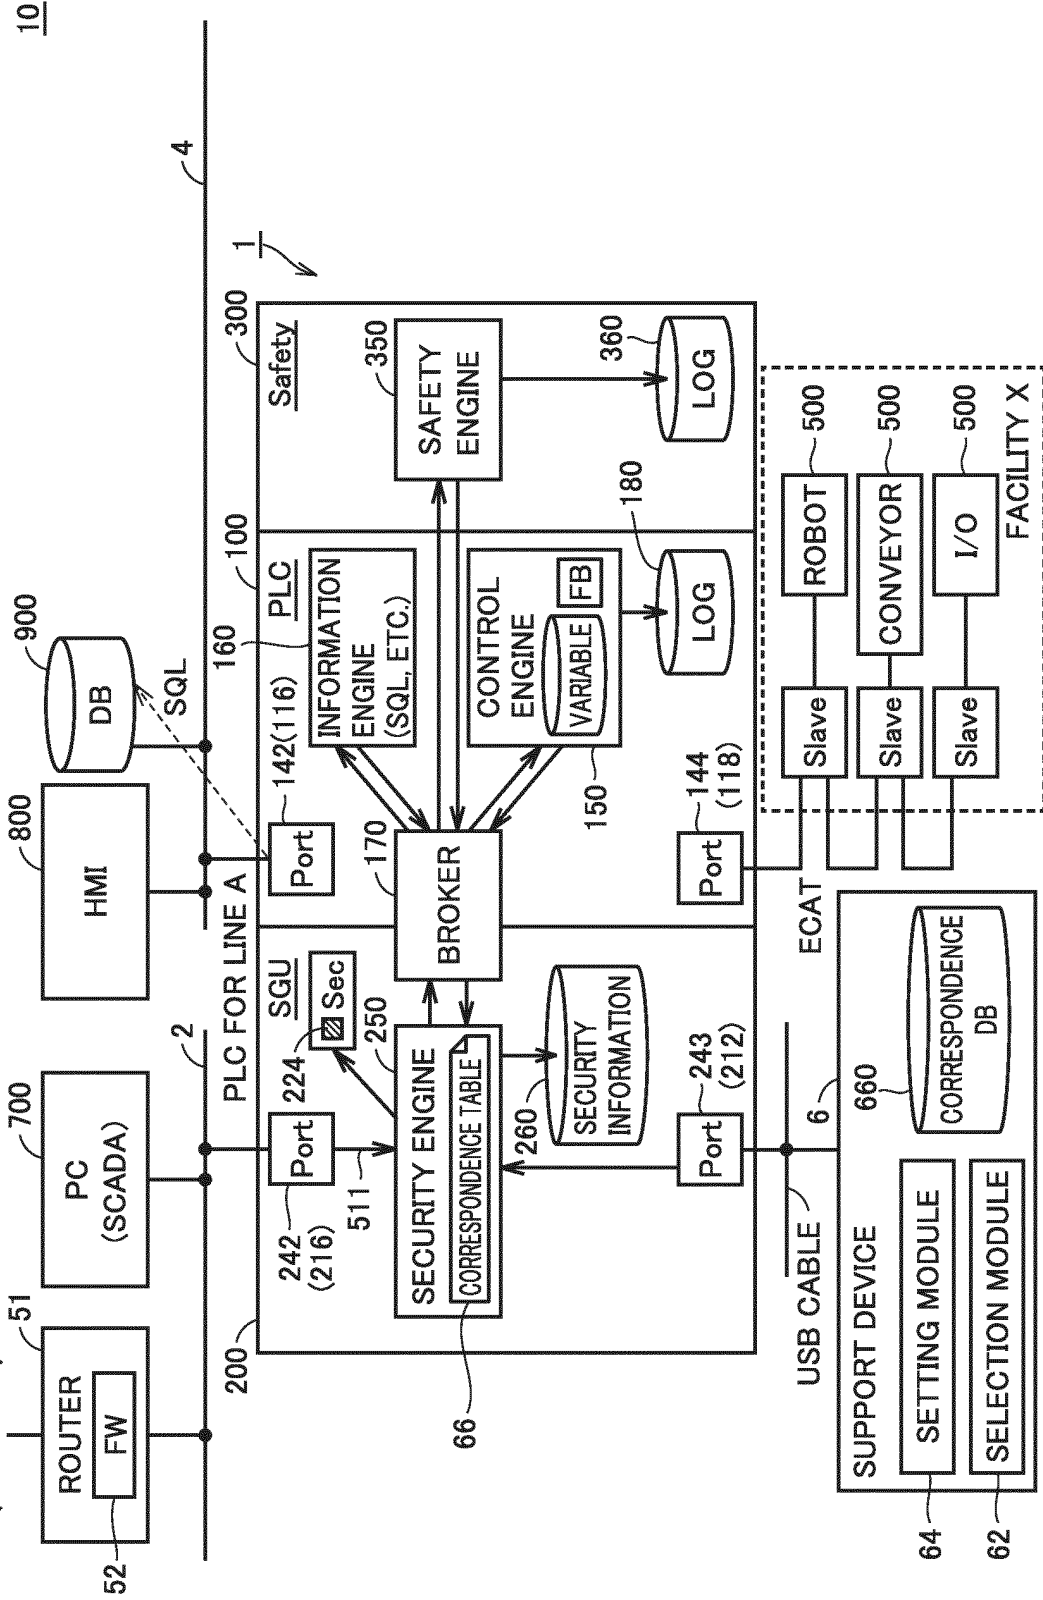 10
51
ROUTER
FW
52
700
PC
(SCADA)
800
HMI
900
DB
SQL
2
4
PLC FOR LINE A
1
200
SGU
242
(216)
Port
511
224
Sec
250
SECURITY ENGINE
CORRESPONDENCE TABLE
66
260
SECURITY
INFORMATION
Port
243
(212)
170
BROKER
100
PLC
Port
142(116)
160
INFORMATION
ENGINE
(SQL, ETC.)
CONTROL
ENGINE
VARIABLE
FB
150
180
LOG
Port
144
(118)
300
Safety
350
SAFETY
ENGINE
360
LOG
USB CABLE
ECAT
6
SUPPORT DEVICE
SETTING MODULE
64
SELECTION MODULE
62
660
CORRESPONDENCE
DB
Slave
ROBOT
500
Slave
CONVEYOR
500
Slave
I/O
500
FACILITY X